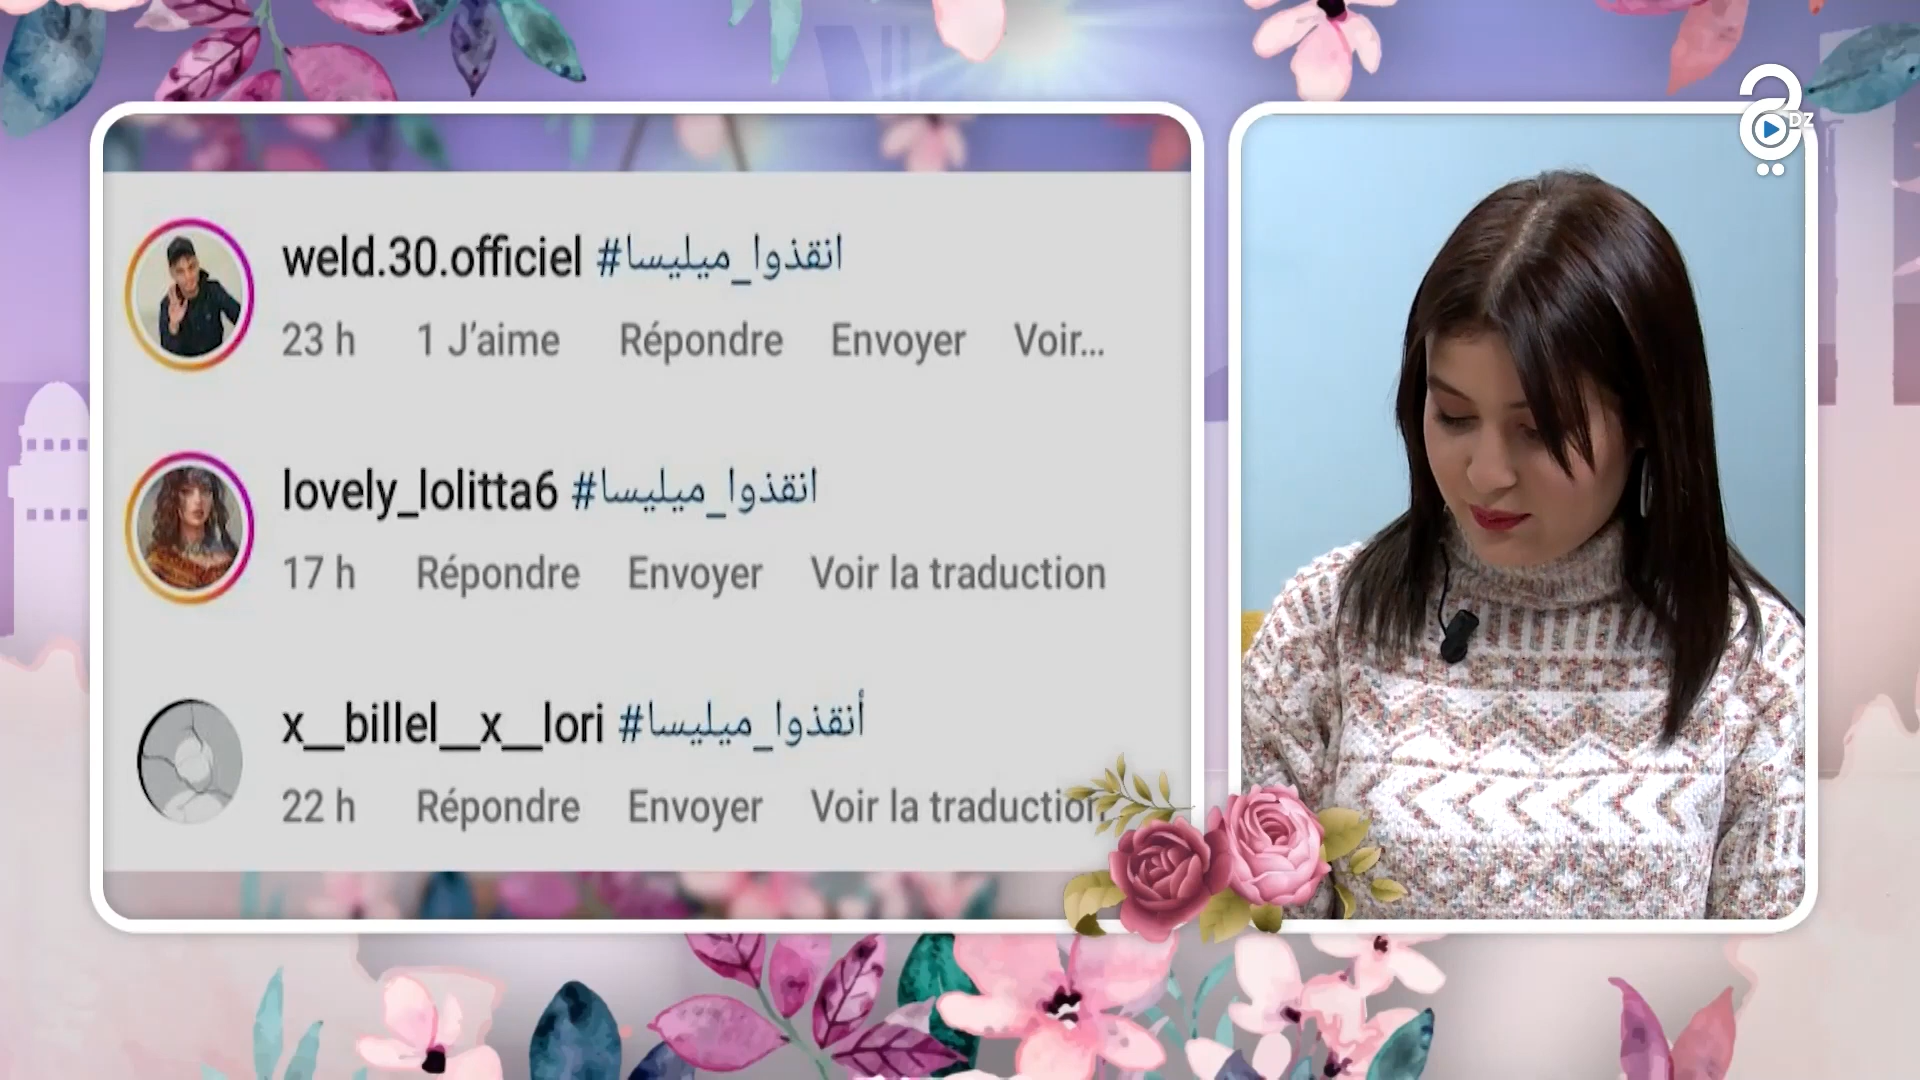 DZ
weld.30.officiel #انقذوا_ميليسا
23 h 1 J’aime Répondre Envoyer Voir...
lovely_lolitta6 #انقذوا_ميليسا
17 h Répondre Envoyer Voir la traduction
x__billel__x__lori #أنقذوا_ميليسا
22 h Répondre Envoyer Voir la traduction